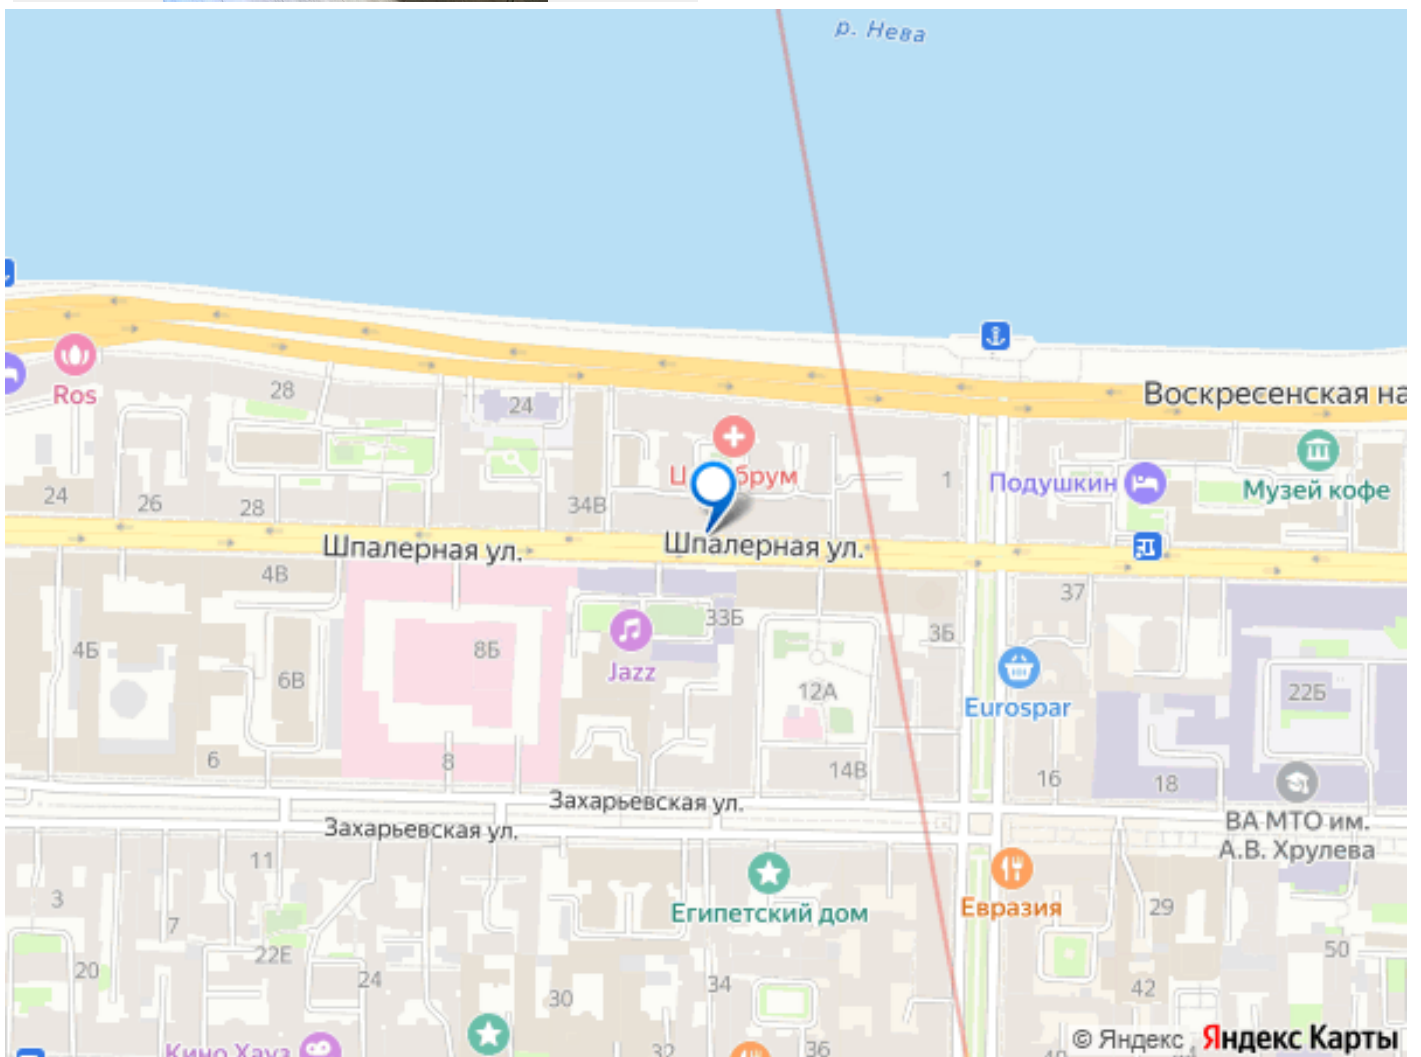 р. Нева
Воскресенская на
Ros
28
24
Ц брум
Подушкин
Музей кофе
1
24
26
28
34В
Шпалерная ул.
Шпалерная ул.
4В
37
33Б
3Б
4Б
8Б
6В
Jazz
12А
Eurospar
22Б
6
8
14В
16
18
Захарьевская ул.
Захарьевская ул.
ВА МТО им.
А.В. Хрулева
11
3
7
Египетский дом
Евразия
29
22Е
20
24
34
30
50
42
32
36
Кино Хауз
© Яндекс
Яндекс Карты